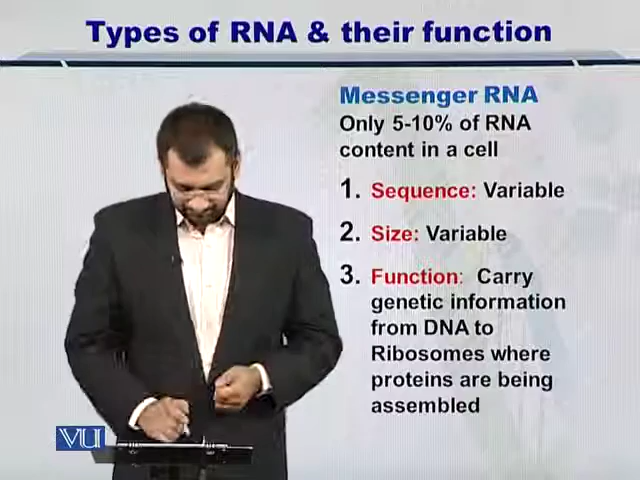 Types of RNA & their function
Messenger RNA
Only 5-10% of RNA
content in a cell
1. Sequence: Variable
2. Size: Variable
3. Function: Carry
genetic information
from DNA to
Ribosomes where
proteins are being
assembled
VU